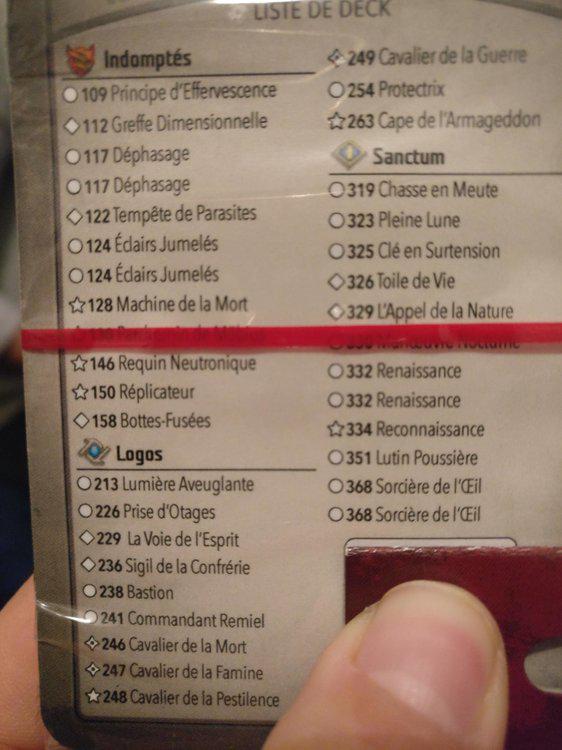 LISTE DE DECK
Indomptés
109 Principe d'Effervescence
112 Greffe Dimensionnelle
117 Déphasage
117 Déphasage
122 Tempête de Parasites
124 Éclairs Jumelés
124 Éclairs Jumelés
128 Machine de la Mort
146 Requin Neutronique
150 Réplicateur
158 Bottes-Fusées
Logos
213 Lumière Aveuglante
226 Prise d'Otages
229 La Voie de l'Esprit
236 Sigil de la Confrérie
238 Bastion
241 Commandant Remiel
246 Cavalier de la Mort
247 Cavalier de la Famine
248 Cavalier de la Pestilence
249 Cavalier de la Guerre
254 Protectrix
263 Cape de l'Armageddon
Sanctum
319 Chasse en Meute
323 Pleine Lune
325 Clé en Surtension
326 Toile de Vie
329 L'Appel de la Nature
Manœuvre Nocturne
332 Renaissance
332 Renaissance
334 Reconnaissance
351 Lutin Poussière
368 Sorcière de l'Œil
368 Sorcière de l'Œil